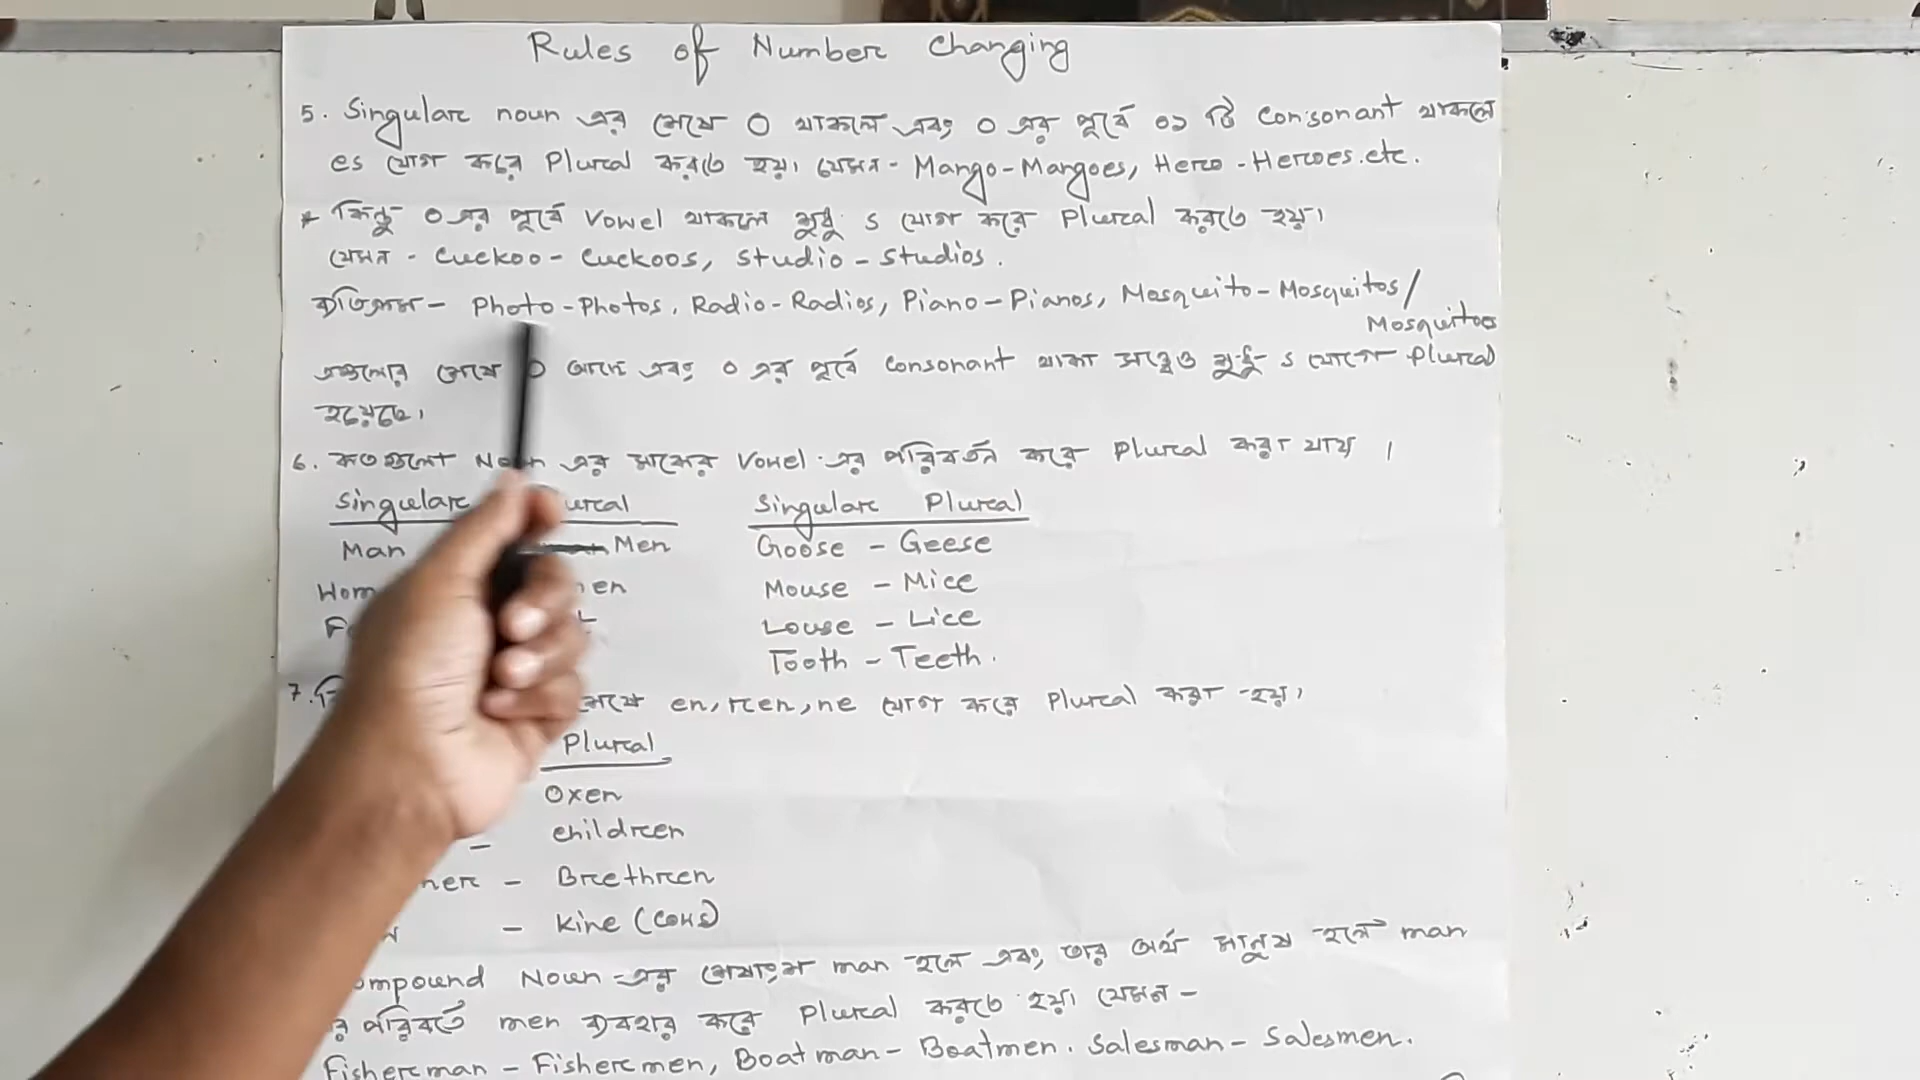 Rules of Number Changing
5. Singular noun এর শেষে O থাকলে এবং O এর পূর্বে ০১ টি Consonant থাকলে
es যোগ করে Plural করতে হয়। যেমন - Mango-Mangoes, Hero - Heroes.etc.
* কিন্তু O এর পূর্বে Vowel থাকলে শুধু s যোগ করে Plural করতে হয়।
যেমন - Cuckoo - Cuckoos, Studio - Studios.
ব্যতিক্রম - Photo - Photos, Radio - Radios, Piano - Pianos, Mosquito - Mosquitos/
Mosquitoes
এগুলোর শেষে O আছে এবং O এর পূর্বে Consonant থাকা সত্ত্বেও শুধু s যোগে Plural
হয়েছে।
6. কতগুলো Noun এর মাঝের Vowel এর পরিবর্তন করে Plural করা যায় ।
Singular Plural Singular Plural
Man Men Goose - Geese
Mouse - Mice
Louse - Lice
Tooth - Teeth.
7. শেষে en, ren, ne যোগ করে Plural করা হয়।
Plural
Oxen
children
- Brethren
- Kine (Cows)
Compound Noun - এর শেষাংশ man হলে এবং তার অর্থ মানুষ হলে man
এর পরিবর্তে men ব্যবহার করে Plural করতে হয়। যেমন -
Fisherman - Fishermen, Boatman - Boatmen. Salesman - Salesmen.